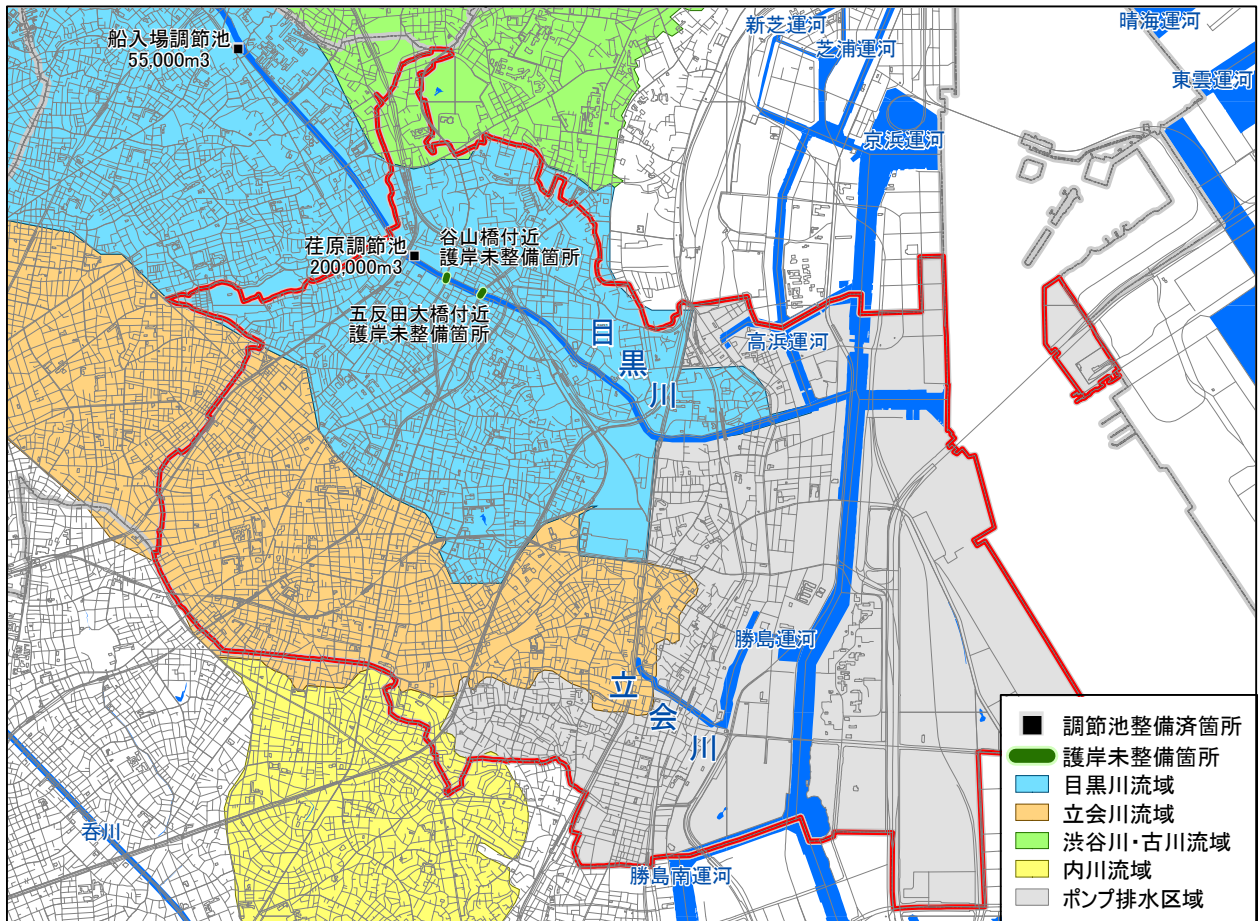 船入場調節池
55,000m3
新芝運河
芝浦運河
晴海運河
東雲運河
京浜運河
荏原調節池
200,000m3
谷山橋付近
護岸未整備箇所
五反田大橋付近
護岸未整備箇所
目黒川
高浜運河
勝島運河
立会川
呑川
勝島南運河
調節池整備済箇所
護岸未整備箇所
目黒川流域
立会川流域
渋谷川・古川流域
内川流域
ポンプ排水区域